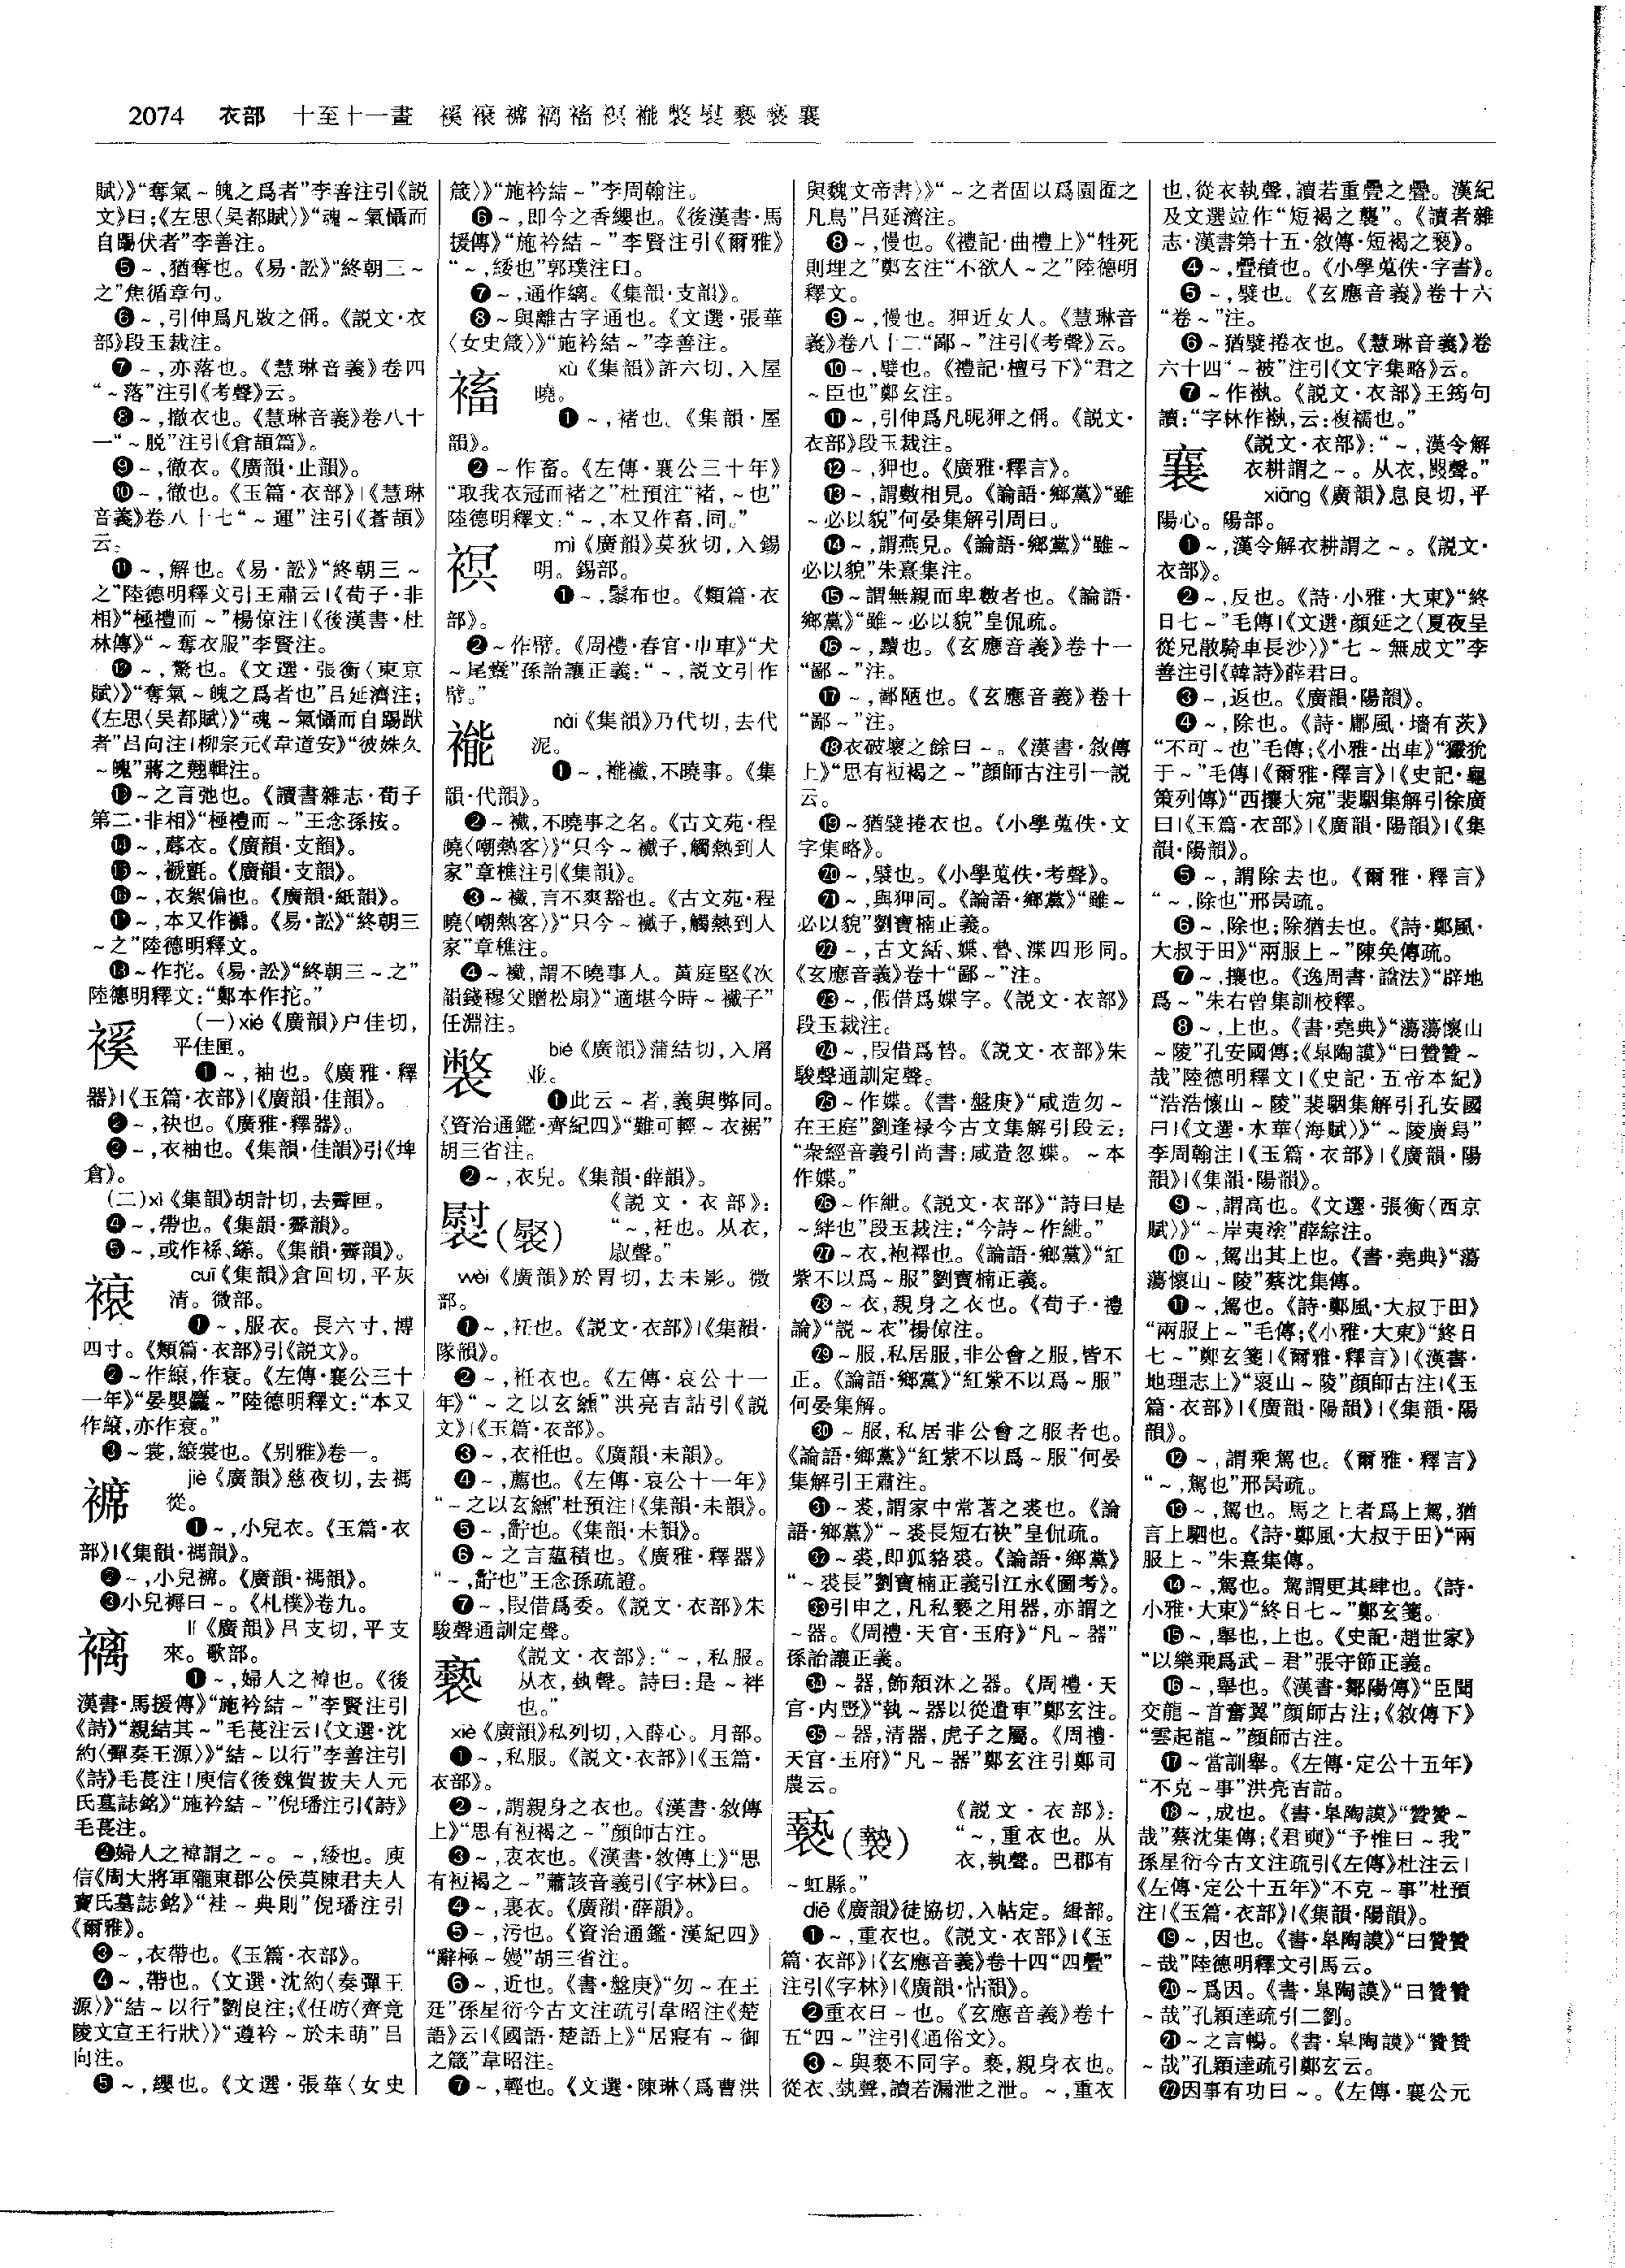 2074 衣部 十至十一畫 褉褤褯褵褔幎褦襒褽褻褺襄
賦〉》“奪氣～魄之爲者”李善注引《説
文》曰；《左思〈吴都賦〉》“魂～氣懾而
自踼伏者”李善注。
❺～,猶奪也。《易·訟》“終朝三～
之”焦循章句。
❻～,引伸爲凡敚之偁。《説文·衣
部》段玉裁注。
❼～,亦落也。《慧琳音義》卷四
“～落”注引《考聲》云。
❽～,撤衣也。《慧琳音義》卷八十
一“～脱”注引《倉頡篇》。
❾～,徹衣。《廣韻·止韻》。
❿～,徹也。《玉篇·衣部》|《慧琳
音義》卷八十七“～運”注引《蒼頡》
云。
⓫～,解也。《易·訟》“終朝三～
之”陸德明釋文引王肅云|《荀子·非
相》“極禮而～”楊倞注|《後漢書·杜
林傳》“～奪衣服”李賢注。
⓬～,驚也。《文選·張衡〈東京
賦〉》“奪氣～魄之爲者也”吕延濟注；
《左思〈吴都賦〉》“魂～氣懾而自踼跌
者”吕向注|柳宗元《韋道安》“彼姝久
～魄”蔣之翹輯注。
⓭～之言弛也。《讀書雜志·荀子
第二·非相》“極禮而～”王念孫按。
⓮～,蓐衣。《廣韻·支韻》。
⓯～,褫氈。《廣韻·支韻》。
⓰～,衣絮偏也。《廣韻·紙韻》。
⓱～,本又作褫。《易·訟》“終朝三
～之”陸德明釋文。
⓲～作拕。《易·訟》“終朝三～之”
陸德明釋文：“鄭本作拕。”
褉 (一)xié《廣韻》户佳切,
平佳匣。
❶～,袖也。《廣雅·釋
器》|《玉篇·衣部》|《廣韻·佳韻》。
❷～,袂也。《廣雅·釋器》。
❸～,衣袖也。《集韻·佳韻》引《埤
倉》。
(二)xì《集韻》胡計切,去霽匣。
❹～,帶也。《集韻·霽韻》。
❺～,或作褅、繇。《集韻·霽韻》。
cuī《集韻》倉回切,平灰
清。微部。
❶～,服衣。長六寸,博
四寸。《類篇·衣部》引《説文》。
❷～作縗,作衰。《左傳·襄公三十
一年》“晏嬰麤～”陸德明釋文：“本又
作縗,亦作衰。”
❸～裳,縗裳也。《别雅》卷一。
褯 jiè《廣韻》慈夜切,去禡
從。
❶～,小兒衣。《玉篇·衣
部》|《集韻·禡韻》。
❷～,小兒褯。《廣韻·禡韻》。
❸小兒褥曰～。《札樸》卷九。
褵 lí《廣韻》吕支切,平支
來。歌部。
❶～,婦人之褘也。《後
漢書·馬援傳》“施衿結～”李賢注引
《詩》“親結其～”毛萇注云|《文選·沈
約〈彈奏王源〉》“結～以行”李善注引
《詩》毛萇注|庾信《後魏賀拔夫人元
氏墓誌銘》“施衿結～”倪璠注引《詩》
毛萇注。
❷婦人之褘謂之～。～,緌也。庾
信《周大將軍隴東郡公侯莫陳君夫人
竇氏墓誌銘》“袿～典則”倪璠注引
《爾雅》。
❸～,衣帶也。《玉篇·衣部》。
❹～,帶也。《文選·沈約〈奏彈王
源〉》“結～以行”劉良注；《任昉〈齊竟
陵文宣王行狀〉》“遵衿～於未萌”吕
向注。
❺～,纓也。《文選·張華〈女史
箴〉》“施衿結～”李周翰注。
❻～,即今之香纓也。《後漢書·馬
援傳》“施衿結～”李賢注引《爾雅》
“～,緌也”郭璞注曰。
❼～,通作縭。《集韻·支韻》。
❽～與離古字通也。《文選·張華
〈女史箴〉》“施衿結～”李善注。
xù《集韻》許六切,入屋
曉。
❶～,褚也。《集韻·屋
韻》。
❷～作畜。《左傳·襄公三十年》
“取我衣冠而褚之”杜預注“褚,～也”
陸德明釋文：“～,本又作畜,同。”
mì《廣韻》莫狄切,入錫
明。錫部。
❶～,鬃布也。《類篇·衣
部》。
❷～作幦。《周禮·春官·巾車》“犬
～尾櫜”孫詒讓正義：“～,説文引作
幦。”
褦 nài《集韻》乃代切,去代
泥。
❶～,褦襶,不曉事。《集
韻·代韻》。
❷～襶,不曉事之名。《古文苑·程
曉〈嘲熱客〉》“只今～襶子,觸熱到人
家”章樵注引《集韻》。
❸～襶,言不爽豁也。《古文苑·程
曉〈嘲熱客〉》“只今～襶子,觸熱到人
家”章樵注。
❹～襶,謂不曉事人。黄庭堅《次
韻錢穆父贈松扇》“適堪今時～襶子”
任淵注。
襒 bié《廣韻》蒲結切,入屑
並。
❶此云～者,義與弊同。
《資治通鑑·齊紀四》“難可輕～衣裾”
胡三省注。
❷～,衣兒。《集韻·薛韻》。
褽(褽) 《説文·衣部》：
“～,衽也。从衣,
尉聲。”
wèi《廣韻》於胃切,去未影。微
部。
❶～,衽也。《説文·衣部》|《集韻·
隊韻》。
❷～,袵衣也。《左傳·哀公十一
年》“～之以玄纁”洪亮吉詁引《説
文》|《玉篇·衣部》。
❸～,衣袵也。《廣韻·未韻》。
❹～,薦也。《左傳·哀公十一年》
“～之以玄纁”杜預注|《集韻·未韻》。
❺～,䘢也。《集韻·未韻》。
❻～之言蕴積也。《廣雅·釋器》
“～,䘢也”王念孫疏證。
❼～,叚借爲委。《説文·衣部》朱
駿聲通訓定聲。
褻 《説文·衣部》：“～,私服。
从衣,埶聲。詩曰：是～袢
也。”
xiè《廣韻》私列切,入薛心。月部。
❶～,私服。《説文·衣部》|《玉篇·
衣部》。
❷～,謂親身之衣也。《漢書·敘傳
上》“思有裋褐之～”顔師古注。
❸～,衷衣也。《漢書·敘傳上》“思
有裋褐之～”蕭該音義引《字林》曰。
❹～,裏衣。《廣韻·薛韻》。
❺～,污也。《資治通鑑·漢紀四》
“辭極～嫚”胡三省注。
❻～,近也。《書·盤庚》“勿～在王
廷”孫星衍今古文注疏引韋昭注《楚
語》云|《國語·楚語上》“居寢有～御
之箴”韋昭注。
❼～,輕也。《文選·陳琳〈爲曹洪
與魏文帝書〉》“～之者固以爲園囿之
凡鳥”吕延濟注。
❽～,慢也。《禮記·曲禮上》“牲死
則埋之”鄭玄注“不欲人～之”陸德明
釋文。
❾～,慢也。狎近女人。《慧琳音
義》卷八十二“鄙～”注引《考聲》云。
❿～,嬖也。《禮記·檀弓下》“君之
～臣也”鄭玄注。
⓫～,引伸爲凡昵狎之偁。《説文·
衣部》段玉裁注。
⓬～,狎也。《廣雅·釋言》。
⓭～,謂數相見。《論語·鄉黨》“雖
～必以貌”何晏集解引周曰。
⓮～,謂燕見。《論語·鄉黨》“雖～
必以貌”朱熹集注。
⓯～謂無親而卑數者也。《論語·
鄉黨》“雖～必以貌”皇侃疏。
⓰～,黷也。《玄應音義》卷十一
“鄙～”注。
⓱～,鄙陋也。《玄應音義》卷十
“鄙～”注。
⓲衣破壞之餘曰～。《漢書·敘傳
上》“思有裋褐之～”顔師古注引一説
云。
⓳～猶襞捲衣也。《小學蒐佚·文
字集略》。
⓴～,襞也。《小學蒐佚·考聲》。
㉑～,與狎同。《論語·鄉黨》“雖～
必以貌”劉寶楠正義。
㉒～,古文絬、媟、暬、渫四形同。
《玄應音義》卷十“鄙～”注。
㉓～,假借爲媟字。《説文·衣部》
段玉裁注。
㉔～,叚借爲暬。《説文·衣部》朱
駿聲通訓定聲。
㉕～作媟。《書·盤庚》“咸造勿～
在王庭”劉逢禄今古文集解引段云：
“衆經音義引尚書：咸造忽媟。～本
作媟。”
㉖～作紲。《説文·衣部》“詩曰是
～絆也”段玉裁注：“今詩～作紲。”
㉗～衣,袍襗也。《論語·鄉黨》“紅
紫不以爲～服”劉寶楠正義。
㉘～衣,親身之衣也。《荀子·禮
論》“説～衣”楊倞注。
㉙～服,私居服,非公會之服,皆不
正。《論語·鄉黨》“紅紫不以爲～服”
何晏集解。
㉚～服,私居非公會之服者也。
《論語·鄉黨》“紅紫不以爲～服”何晏
集解引王肅注。
㉛～裘,謂家中常著之裘也。《論
語·鄉黨》“～裘長短右袂”皇侃疏。
㉜～裘,即狐貉裘。《論語·鄉黨》
“～裘長”劉寶楠正義引江永《圖考》。
㉝引申之,凡私褻之用器,亦謂之
～器。《周禮·天官·玉府》“凡～器”
孫詒讓正義。
㉞～器,飾頮沐之器。《周禮·天
官·内豎》“執～器以從遣車”鄭玄注。
㉟～器,清器,虎子之屬。《周禮·
天官·玉府》“凡～器”鄭玄注引鄭司
農云。
褺(褺) 《説文·衣部》：
“～,重衣也。从
衣,執聲。巴郡有
～虹縣。”
dié《廣韻》徒協切,入帖定。緝部。
❶～,重衣也。《説文·衣部》|《玉
篇·衣部》|《玄應音義》卷十四“四疊”
注引《字林》|《廣韻·怗韻》。
❷重衣曰～也。《玄應音義》卷十
五“四～”注引《通俗文》。
❸～與褻不同字。褻,親身衣也。
從衣、埶聲,讀若漏泄之泄。～,重衣
也,從衣執聲,讀若重疊之疊。漢紀
及文選竝作“短褐之襲”。《讀者雜
志·漢書第十五·敘傳·短褐之褻》。
❹～,疊積也。《小學蒐佚·字書》。
❺～,襞也。《玄應音義》卷十六
“卷～”注。
❻～猶襞捲衣也。《慧琳音義》卷
六十四“～被”注引《文字集略》云。
❼～作褹。《説文·衣部》王筠句
讀：“字林作褹,云：複襦也。”
襄 《説文·衣部》：“～,漢令解
衣耕謂之～。从衣,㐮聲。”
xiāng《廣韻》息良切,平
陽心。陽部。
❶～,漢令解衣耕謂之～。《説文·
衣部》。
❷～,反也。《詩·小雅·大東》“終
日七～”毛傳|《文選·顔延之〈夏夜呈
從兄散騎車長沙〉》“七～無成文”李
善注引《韓詩》薛君曰。
❸～,返也。《廣韻·陽韻》。
❹～,除也。《詩·鄘風·墻有茨》
“不可～也”毛傳；《小雅·出車》“玁狁
于～”毛傳|《爾雅·釋言》|《史記·龜
策列傳》“西攘大宛”裴駰集解引徐廣
曰|《玉篇·衣部》|《廣韻·陽韻》|《集
韻·陽韻》。
❺～,謂除去也。《爾雅·釋言》
“～,除也”邢昺疏。
❻～,除也；除猶去也。《詩·鄭風·
大叔于田》“兩服上～”陳奂傳疏。
❼～,攘也。《逸周書·謚法》“辟地
爲～”朱右曾集訓校釋。
❽～,上也。《書·堯典》“蕩蕩懷山
～陵”孔安國傳；《皋陶謨》“曰贊贊～
哉”陸德明釋文|《史記·五帝本紀》
“浩浩懷山～陵”裴駰集解引孔安國
曰|《文選·木華〈海賦〉》“～陵廣舄”
李周翰注|《玉篇·衣部》|《廣韻·陽
韻》|《集韻·陽韻》。
❾～,謂高也。《文選·張衡〈西京
賦〉》“～岸夷塗”薛綜注。
❿～,駕出其上也。《書·堯典》“蕩
蕩懷山～陵”蔡沈集傳。
⓫～,駕也。《詩·鄭風·大叔于田》
“兩服上～”毛傳；《小雅·大東》“終日
七～”鄭玄箋|《爾雅·釋言》|《漢書·
地理志上》“褱山～陵”顔師古注|《玉
篇·衣部》|《廣韻·陽韻》|《集韻·陽
韻》。
⓬～,謂乘駕也。《爾雅·釋言》
“～,駕也”邢昺疏。
⓭～,駕也。馬之上者爲上駕,猶
言上駟也。《詩·鄭風·大叔于田》“兩
服上～”朱熹集傳。
⓮～,駕也。駕謂更其肆也。《詩·
小雅·大東》“終日七～”鄭玄箋。
⓯～,舉也,上也。《史記·趙世家》
“以樂乘爲武～君”張守節正義。
⓰～,舉也。《漢書·鄒陽傳》“臣聞
交龍～首奮翼”顔師古注；《敘傳下》
“雲起龍～”顔師古注。
⓱～當訓舉。《左傳·定公十五年》
“不克～事”洪亮吉詁。
⓲～,成也。《書·皋陶謨》“贊贊～
哉”蔡沈集傳；《君奭》“予惟曰～我”
孫星衍今古文注疏引《左傳》杜注云|
《左傳·定公十五年》“不克～事”杜預
注|《玉篇·衣部》|《集韻·陽韻》。
⓳～,因也。《書·皋陶謨》“曰贊贊
～哉”陸德明釋文引馬云。
⓴～爲因。《書·皋陶謨》“曰贊贊
～哉”孔穎達疏引二劉。
㉑～之言暢。《書·皋陶謨》“贊贊
～哉”孔穎達疏引鄭玄云。
㉒因事有功曰～。《左傳·襄公元